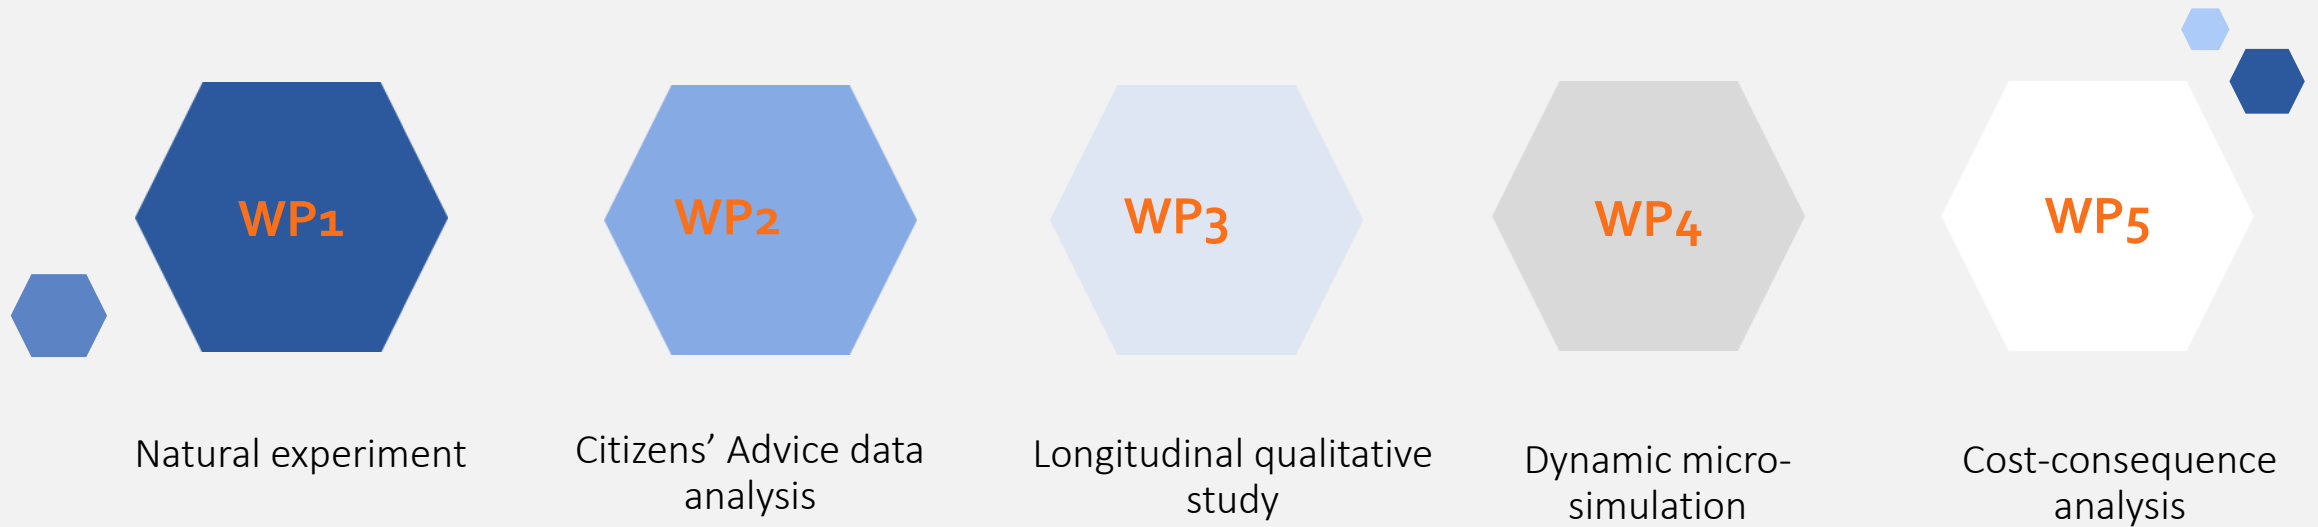 WP1
WP2
WP3
WP4
WP5
Natural experiment
Citizens’ Advice data
analysis
Longitudinal qualitative
study
Dynamic micro-
simulation
Cost-consequence
analysis